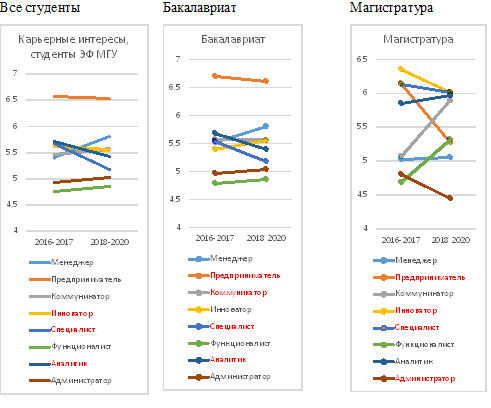 Все студенты
Бакалавриат
Магистратура
Карьерные интересы,
студенты ЭФ МГУ
7
6,5
6
5,5
5
4,5
4
2016-2017
2018-2020
Менеджер
Предприниматель
Коммуникатор
Инноватор
Специалист
Функционалист
Аналитик
Администратор
Бакалавриат
7
6,5
6
5,5
5
4,5
4
2016-2017
2018-2020
Менеджер
Предприниматель
Коммуникатор
Инноватор
Специалист
Функционалист
Аналитик
Администратор
Магистратура
6,5
6
5,5
5
4,5
4
2016-2017
2018-2020
Менеджер
Предприниматель
Коммуникатор
Инноватор
Специалист
Функционалист
Аналитик
Администратор